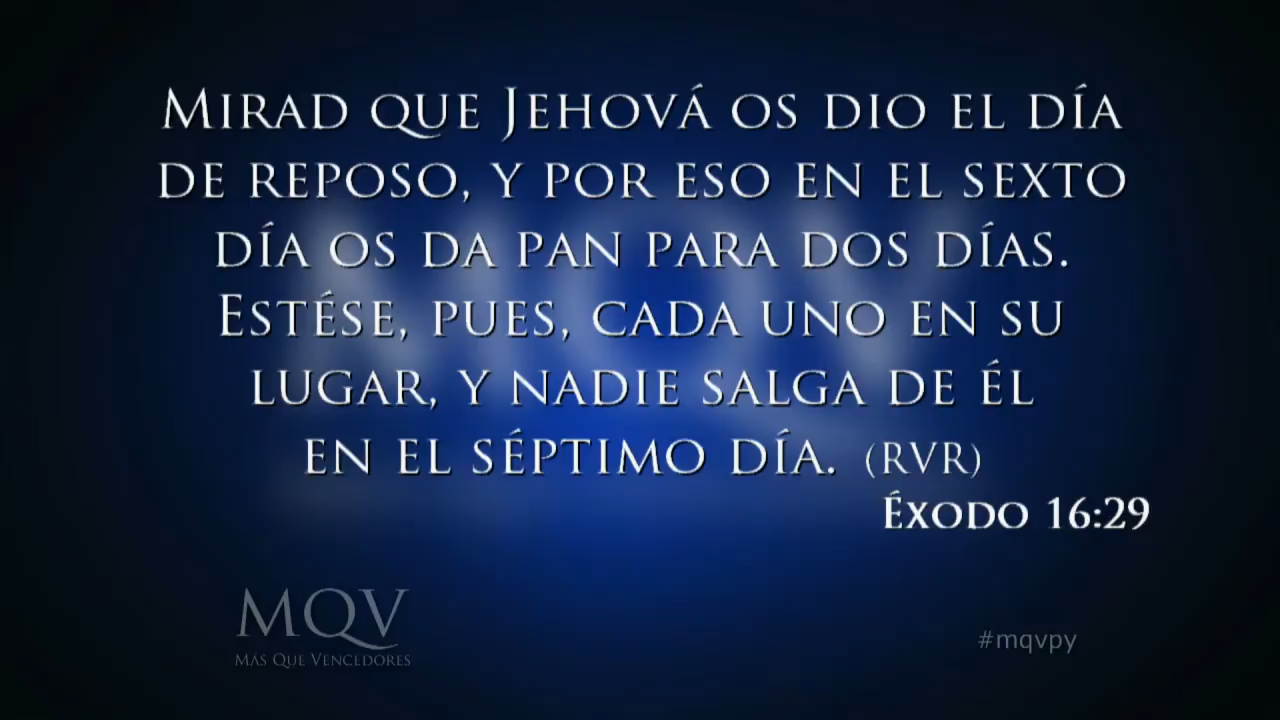 Mirad que Jehová os dio el día
de reposo, y por eso en el sexto
día os da pan para dos días.
Estése, pues, cada uno en su
lugar, y nadie salga de él
en el séptimo día. (RVR)
Éxodo 16:29
MQV
Más Que Vencedores
#mqvpy